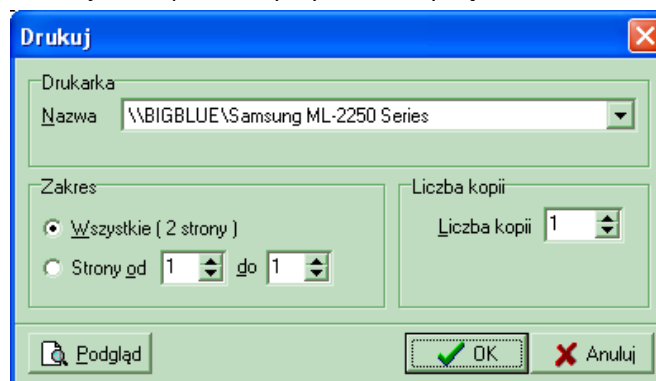 Drukuj
Drukarka
Nazwa \\BIGBLUE\Samsung ML-2250 Series
Zakres
Wszystkie ( 2 strony )
Strony od 1 do 1
Liczba kopii
Liczba kopii 1
Podgląd
OK
Anuluj